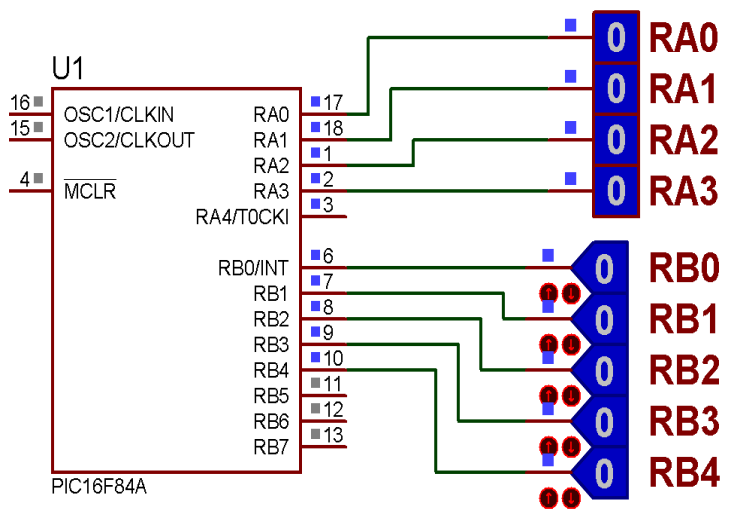 U1
16 OSC1/CLKIN
15 OSC2/CLKOUT
4 MCLR
RA0 17
RA1 18
RA2 1
RA3 2
RA4/T0CKI 3
RB0/INT 6
RB1 7
RB2 8
RB3 9
RB4 10
RB5 11
RB6 12
RB7 13
PIC16F84A
0 RA0
0 RA1
0 RA2
0 RA3
0 RB0
0 RB1
0 RB2
0 RB3
0 RB4